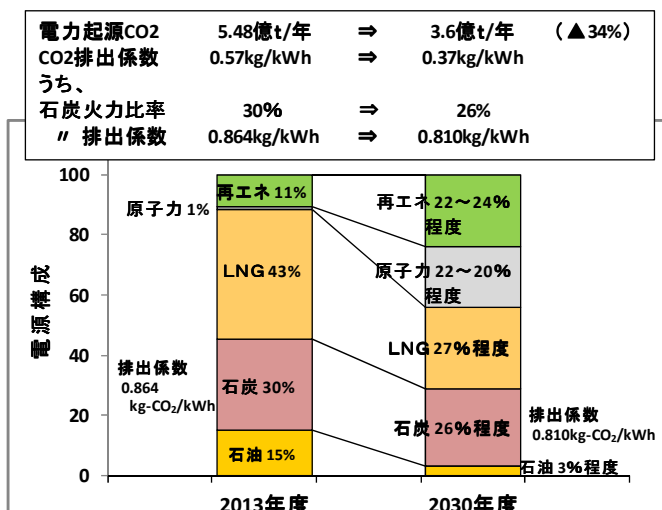 電力起源CO2 5.48億t/年 ⇒ 3.6億t/年 (▲34%)
CO2排出係数 0.57kg/kWh ⇒ 0.37kg/kWh
うち、
石炭火力比率 30% ⇒ 26%
〃 排出係数 0.864kg/kWh ⇒ 0.810kg/kWh
電源構成
100
80
60
40
20
0
原子力 1%
再エネ 11%
LNG 43%
石炭 30%
石油 15%
排出係数
0.864
kg-CO₂/kWh
再エネ 22～24%
程度
原子力 22～20%
程度
LNG 27%程度
石炭 26%程度
石油 3%程度
排出係数
0.810kg-CO₂/kWh
2013年度
2030年度